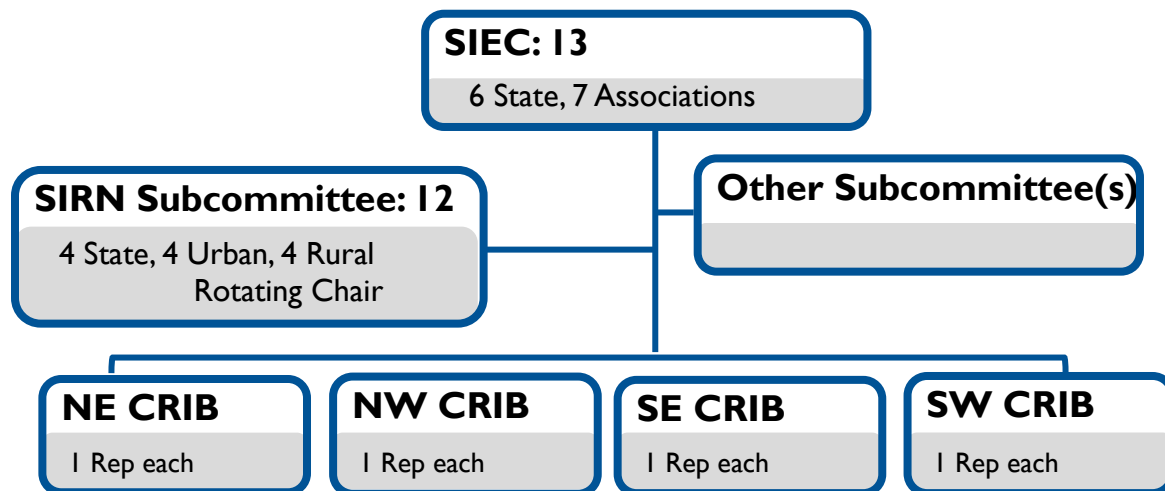 SIEC: 13
6 State, 7 Associations
SIRN Subcommittee: 12
4 State, 4 Urban, 4 Rural
Rotating Chair
Other Subcommittee(s)
NE CRIB
1 Rep each
NW CRIB
1 Rep each
SE CRIB
1 Rep each
SW CRIB
1 Rep each